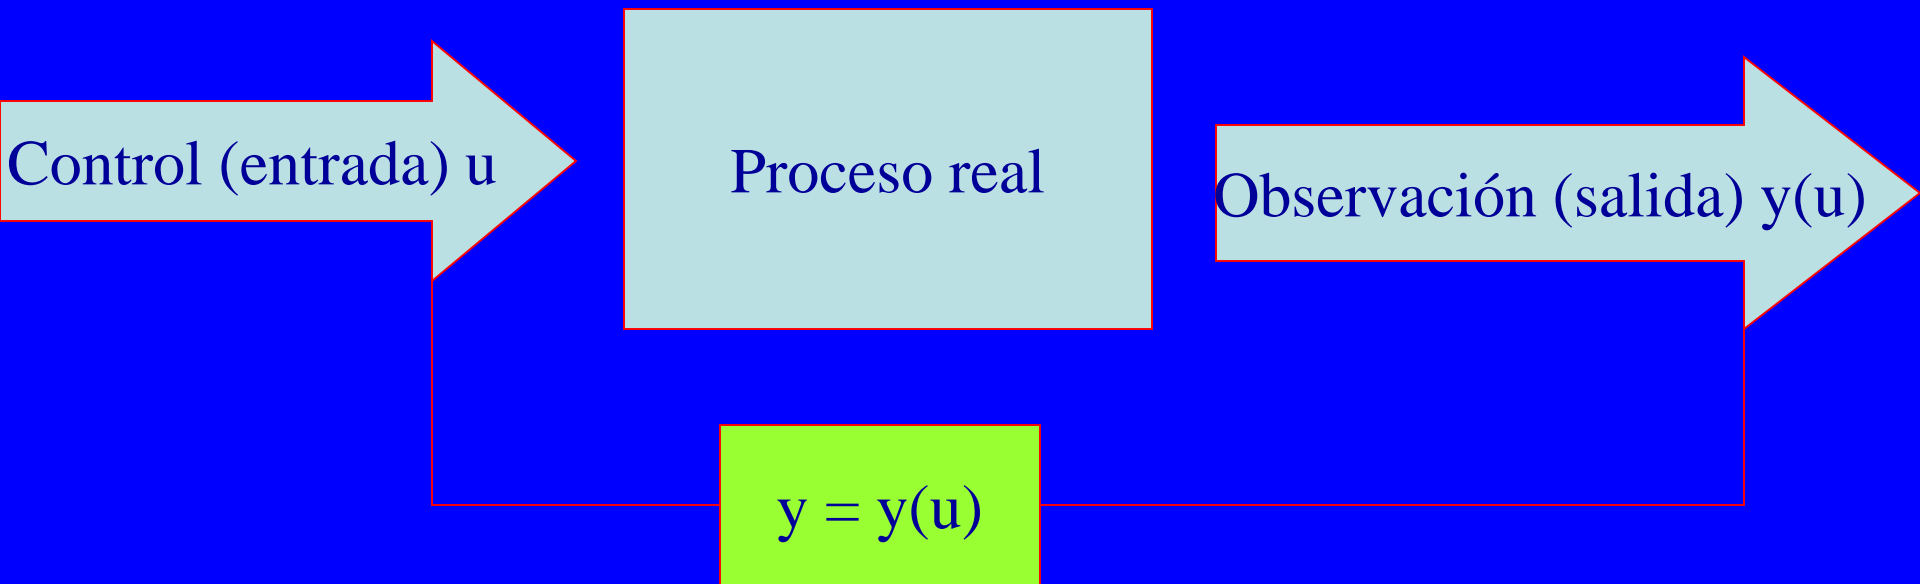 Control (entrada) u
Proceso real
Observación (salida) y(u)
y = y(u)